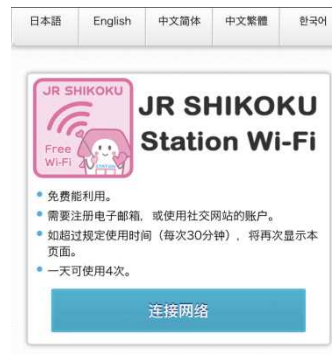 日本語
English
中文简体
中文繁體
한국어
JR SHIKOKU
Free
Wi-Fi
STATION
JR SHIKOKU
Station Wi-Fi
免费能利用。
需要注册电子邮箱，或使用社交网站的账户。
如超过规定使用时间（每次30分钟），将再次显示本
页面。
一天可使用4次。
连接网络